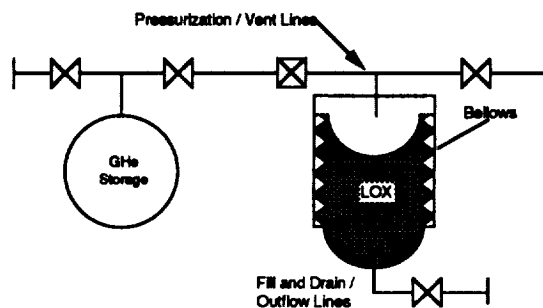 Pressurization / Vent Lines
Bellows
GHe
Storage
LOX
Fill and Drain /
Outflow Lines